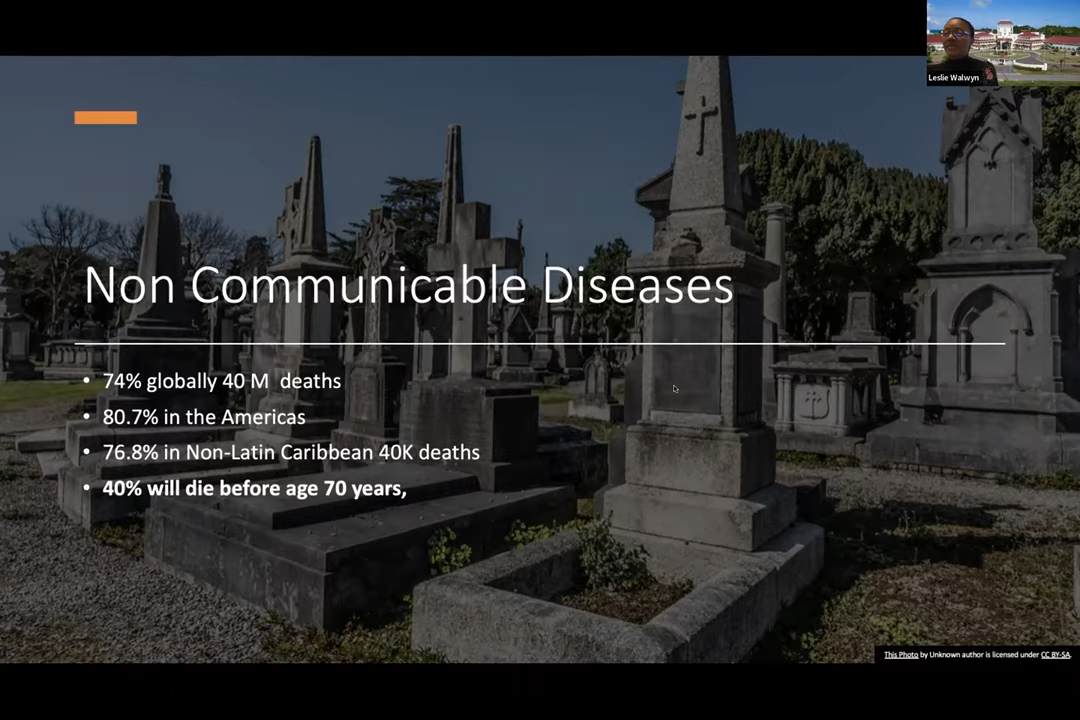 Leslie Walwyn
Non Communicable Diseases
• 74% globally 40 M deaths
• 80.7% in the Americas
• 76.8% in Non-Latin Caribbean 40K deaths
• 40% will die before age 70 years,
This Photo by Unknown author is licensed under CC BY-SA.